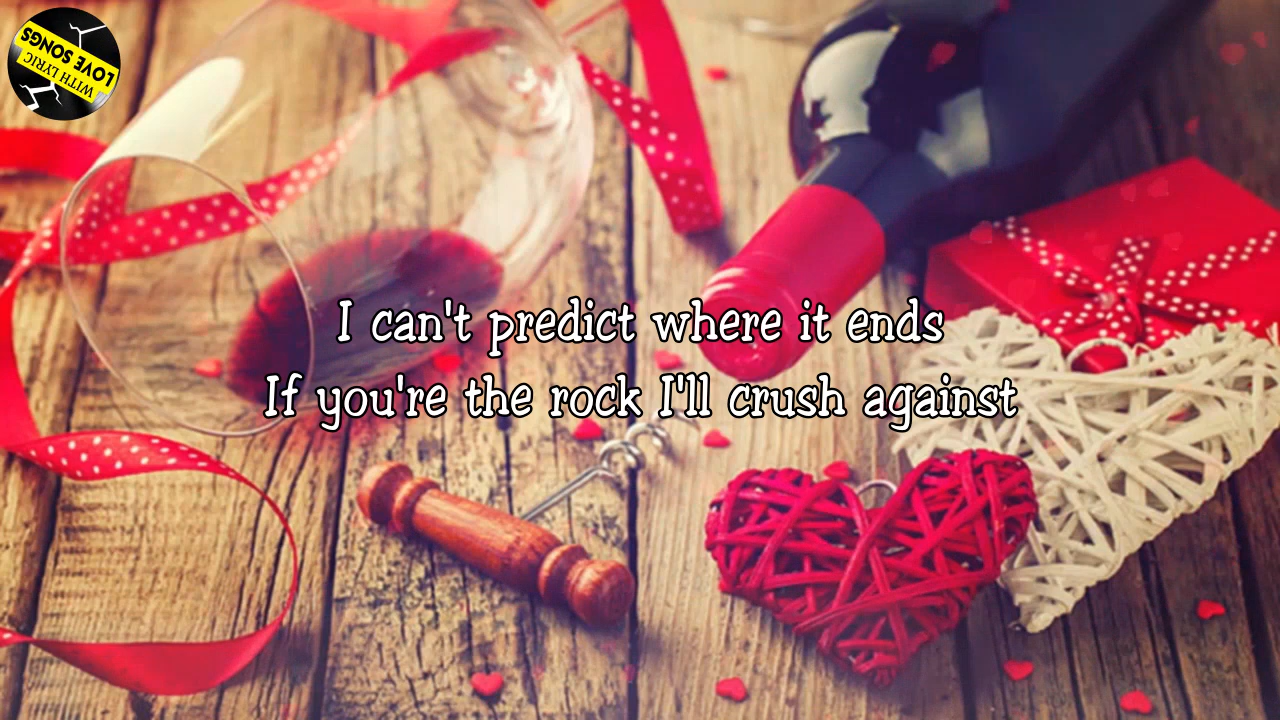 WITH LYRIC
LOVE SONGS
I can't predict where it ends
If you're the rock I'll crush against